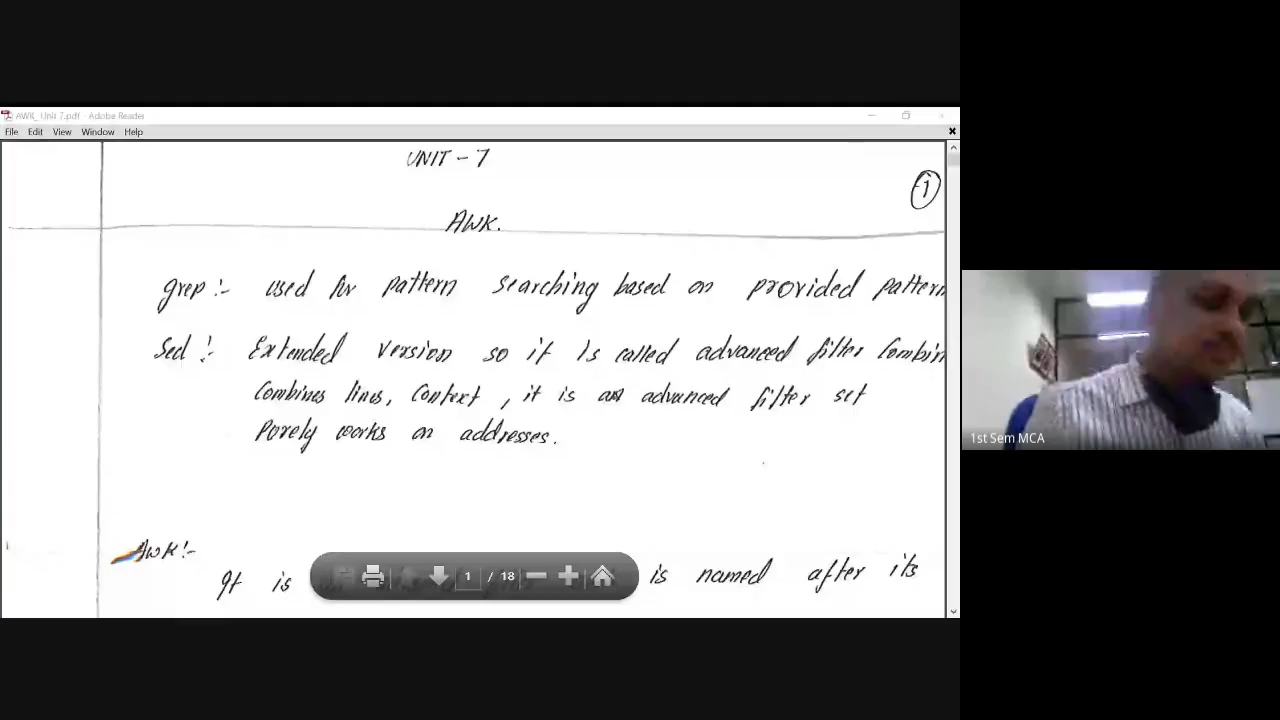 AWK_ Unit 7.pdf - Adobe Reader
File Edit View Window Help
UNIT - 7
1
AWK.
grep :- used for pattern searching based on provided pattern
Sed :- Extended version so it is called advanced filter Combin
Combines lines, Context, it is an advanced filter set
Purely works on addresses.
AWK :-
It is is named after its
1 / 18
1st Sem MCA